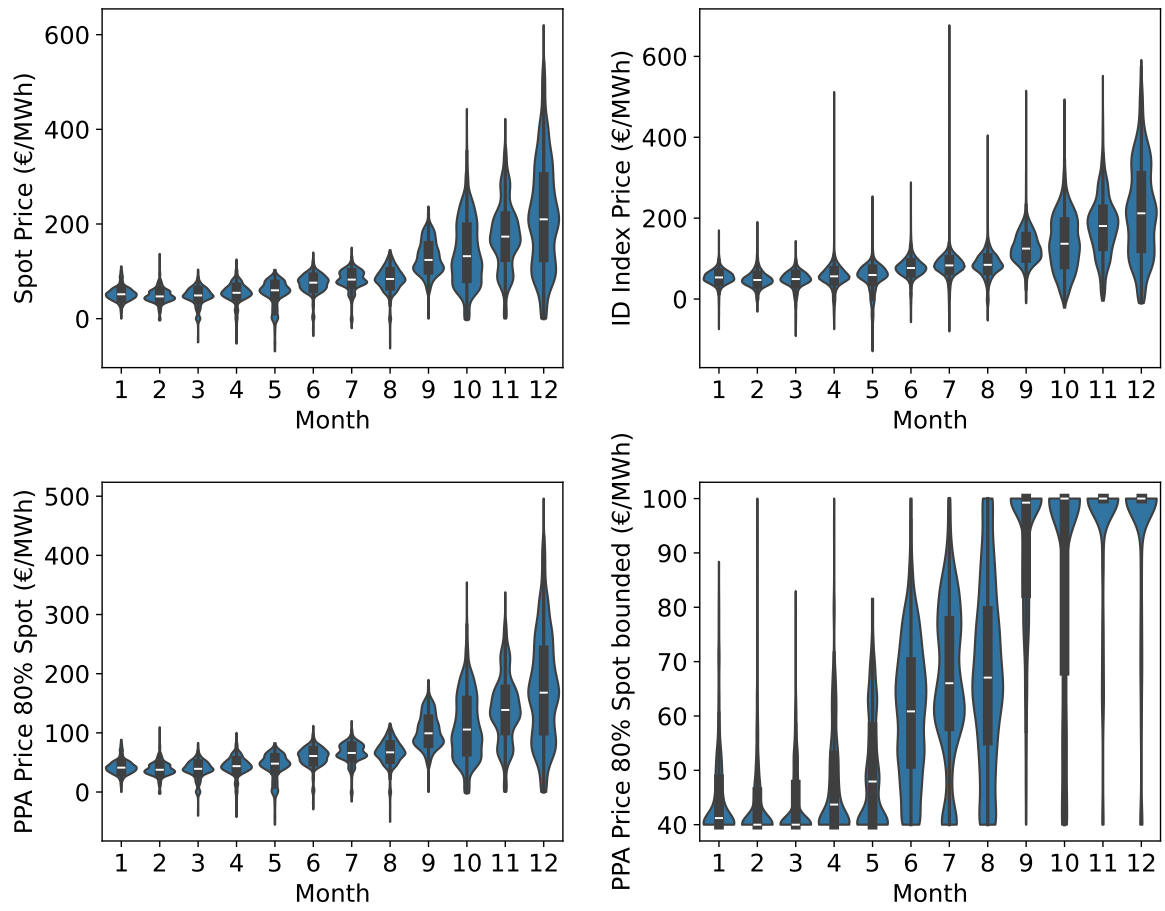 Spot Price (€/MWh)
600
400
200
0
1 2 3 4 5 6 7 8 9 10 11 12
Month
ID Index Price (€/MWh)
600
400
200
0
1 2 3 4 5 6 7 8 9 10 11 12
Month
PPA Price 80% Spot (€/MWh)
500
400
300
200
100
0
1 2 3 4 5 6 7 8 9 10 11 12
Month
PPA Price 80% Spot bounded (€/MWh)
100
90
80
70
60
50
40
1 2 3 4 5 6 7 8 9 10 11 12
Month